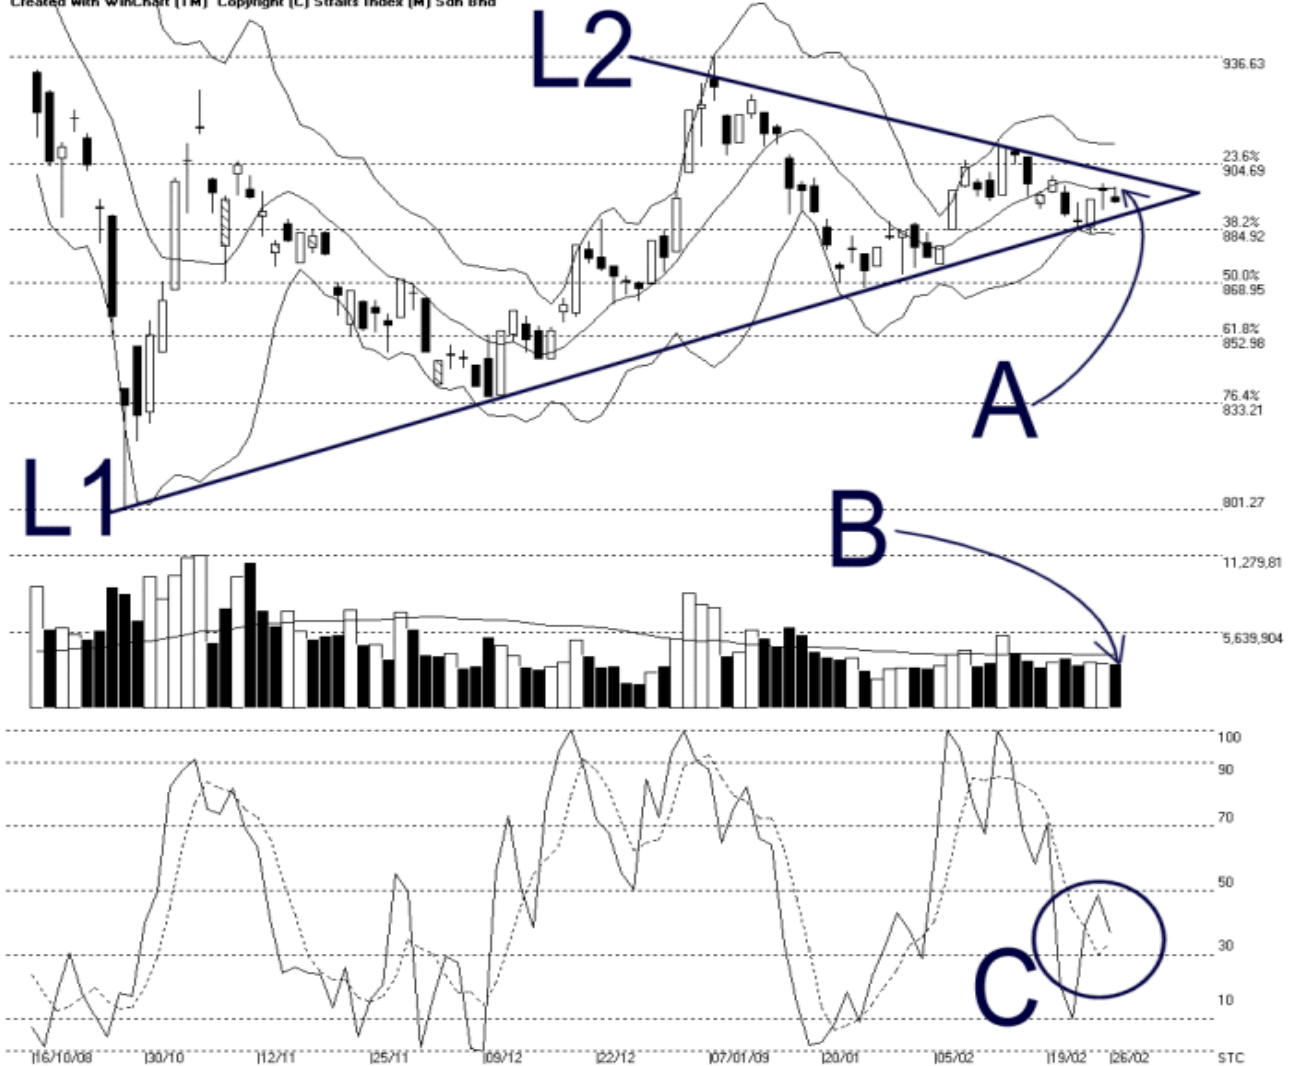 Created with WinChart (TM) Copyright (C) Straits Index (M) Sdn Bhd
L2
936.63
23.6%
904.69
38.2%
884.92
50.0%
868.95
61.8%
852.98
A
76.4%
833.21
L1
801.27
B
11,279,81
5,639,904
100
90
70
50
30
C
10
16/10/08 30/10 12/11 25/11 09/12 22/12 07/01/09 20/01 05/02 19/02 26/02 STC